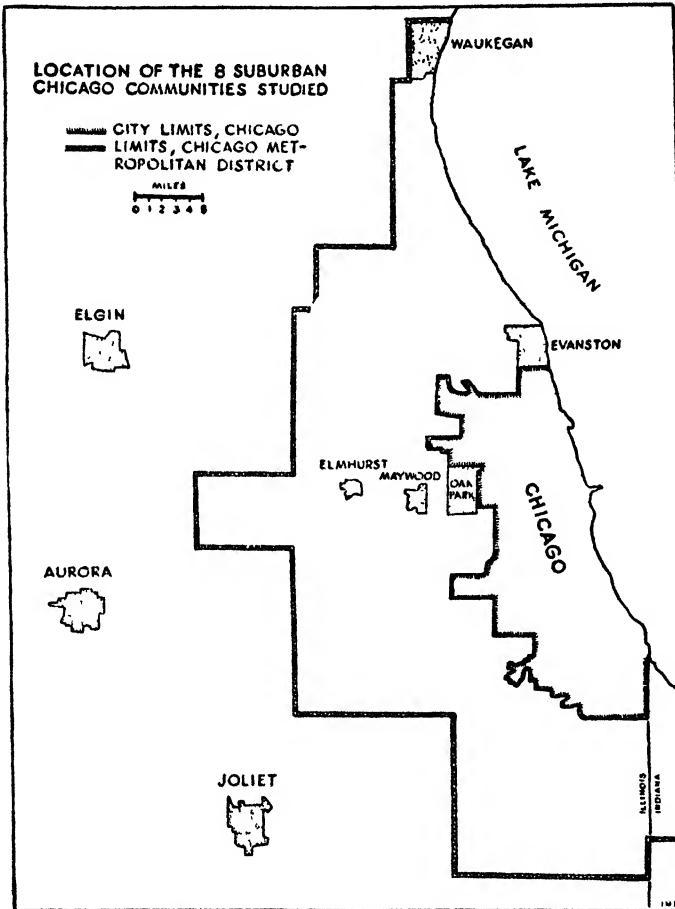 LOCATION OF THE 8 SUBURBAN
CHICAGO COMMUNITIES STUDIED
CITY LIMITS, CHICAGO
LIMITS, CHICAGO MET-
ROPOLITAN DISTRICT
MILES
0 1 2 3 4 5
WAUKEGAN
LAKE MICHIGAN
ELGIN
EVANSTON
ELMHURST
MAYWOOD
OAK
PARK
CHICAGO
AURORA
JOLIET
ILLINOIS
INDIANA